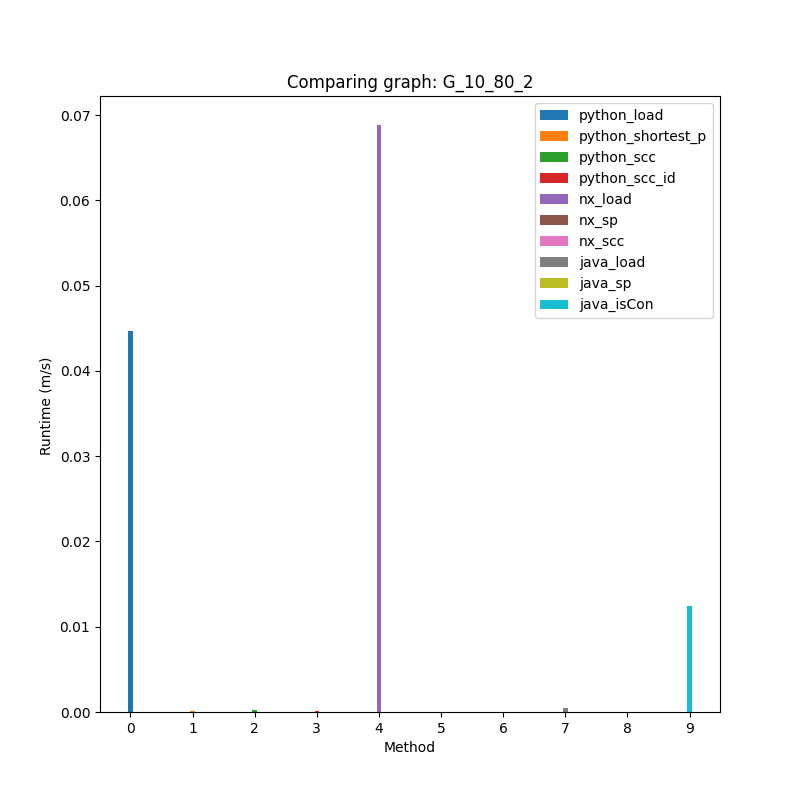 Comparing graph: G_10_80_2
0.07
0.06
0.05
0.04
0.03
0.02
0.01
0.00
Runtime (m/s)
0 1 2 3 4 5 6 7 8 9
Method
python_load
python_shortest_p
python_scc
python_scc_id
nx_load
nx_sp
nx_scc
java_load
java_sp
java_isCon